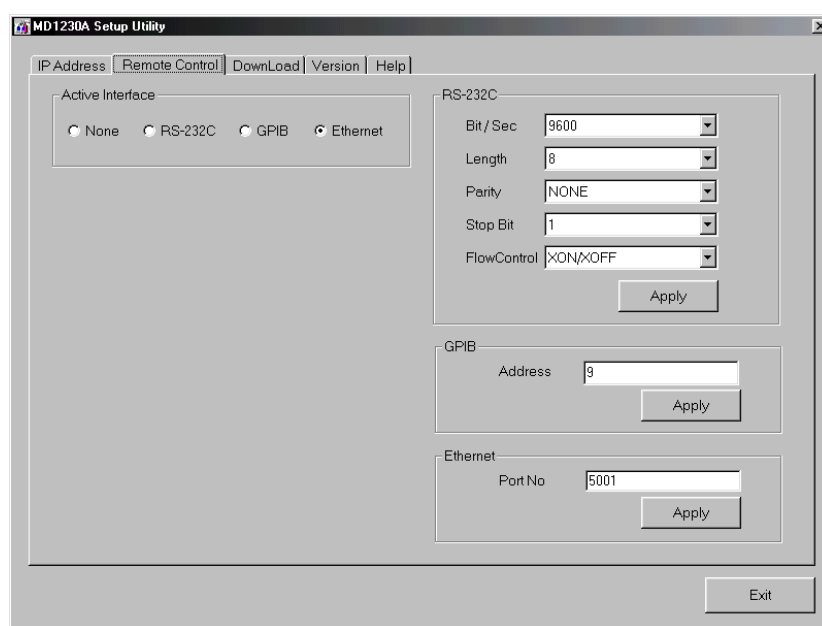 MD1230A Setup Utility
IP Address Remote Control DownLoad Version Help
Active Interface
None RS-232C GPIB Ethernet
RS-232C
Bit / Sec 9600
Length 8
Parity NONE
Stop Bit 1
FlowControl XON/XOFF
Apply
GPIB
Address 9
Apply
Ethernet
Port No 5001
Apply
Exit